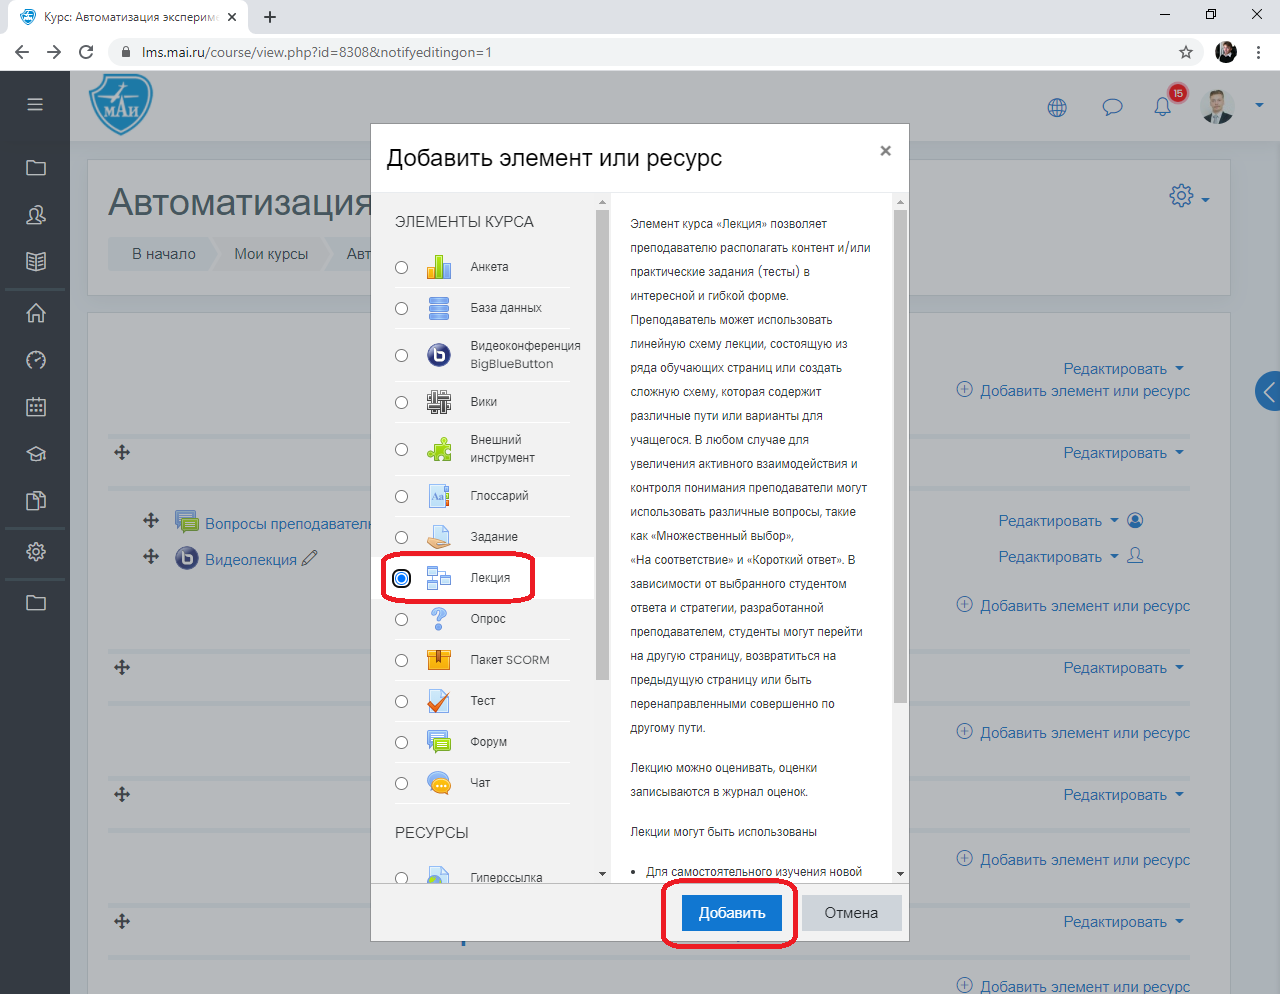 Курс: Автоматизация эксперим
lms.mai.ru/course/view.php?id=8308&notifyeditingon=1
МАИ
15
Автоматизация
В начало
Мои курсы
Авт
Добавить элемент или ресурс
ЭЛЕМЕНТЫ КУРСА
Анкета
База данных
Видеоконференция
BigBlueButton
Вики
Внешний
инструмент
Глоссарий
Задание
Лекция
Опрос
Пакет SCORM
Тест
Форум
Чат
РЕСУРСЫ
Гиперссылка
Элемент курса «Лекция» позволяет
преподавателю располагать контент и/или
практические задания (тесты) в
интересной и гибкой форме.
Преподаватель может использовать
линейную схему лекции, состоящую из
ряда обучающих страниц или создать
сложную схему, которая содержит
различные пути или варианты для
учащегося. В любом случае для
увеличения активного взаимодействия и
контроля понимания преподаватели могут
использовать различные вопросы, такие
как «Множественный выбор»,
«На соответствие» и «Короткий ответ». В
зависимости от выбранного студентом
ответа и стратегии, разработанной
преподавателем, студенты могут перейти
на другую страницу, возвратиться на
предыдущую страницу или быть
перенаправленными совершенно по
другому пути.
Лекцию можно оценивать, оценки
записываются в журнал оценок.
Лекции могут быть использованы
• Для самостоятельного изучения новой
Добавить
Отмена
Редактировать
Добавить элемент или ресурс
Редактировать
Вопросы преподавател
Редактировать
Видеолекция
Редактировать
Добавить элемент или ресурс
Редактировать
Добавить элемент или ресурс
Редактировать
Добавить элемент или ресурс
Редактировать
Добавить элемент или ресурс